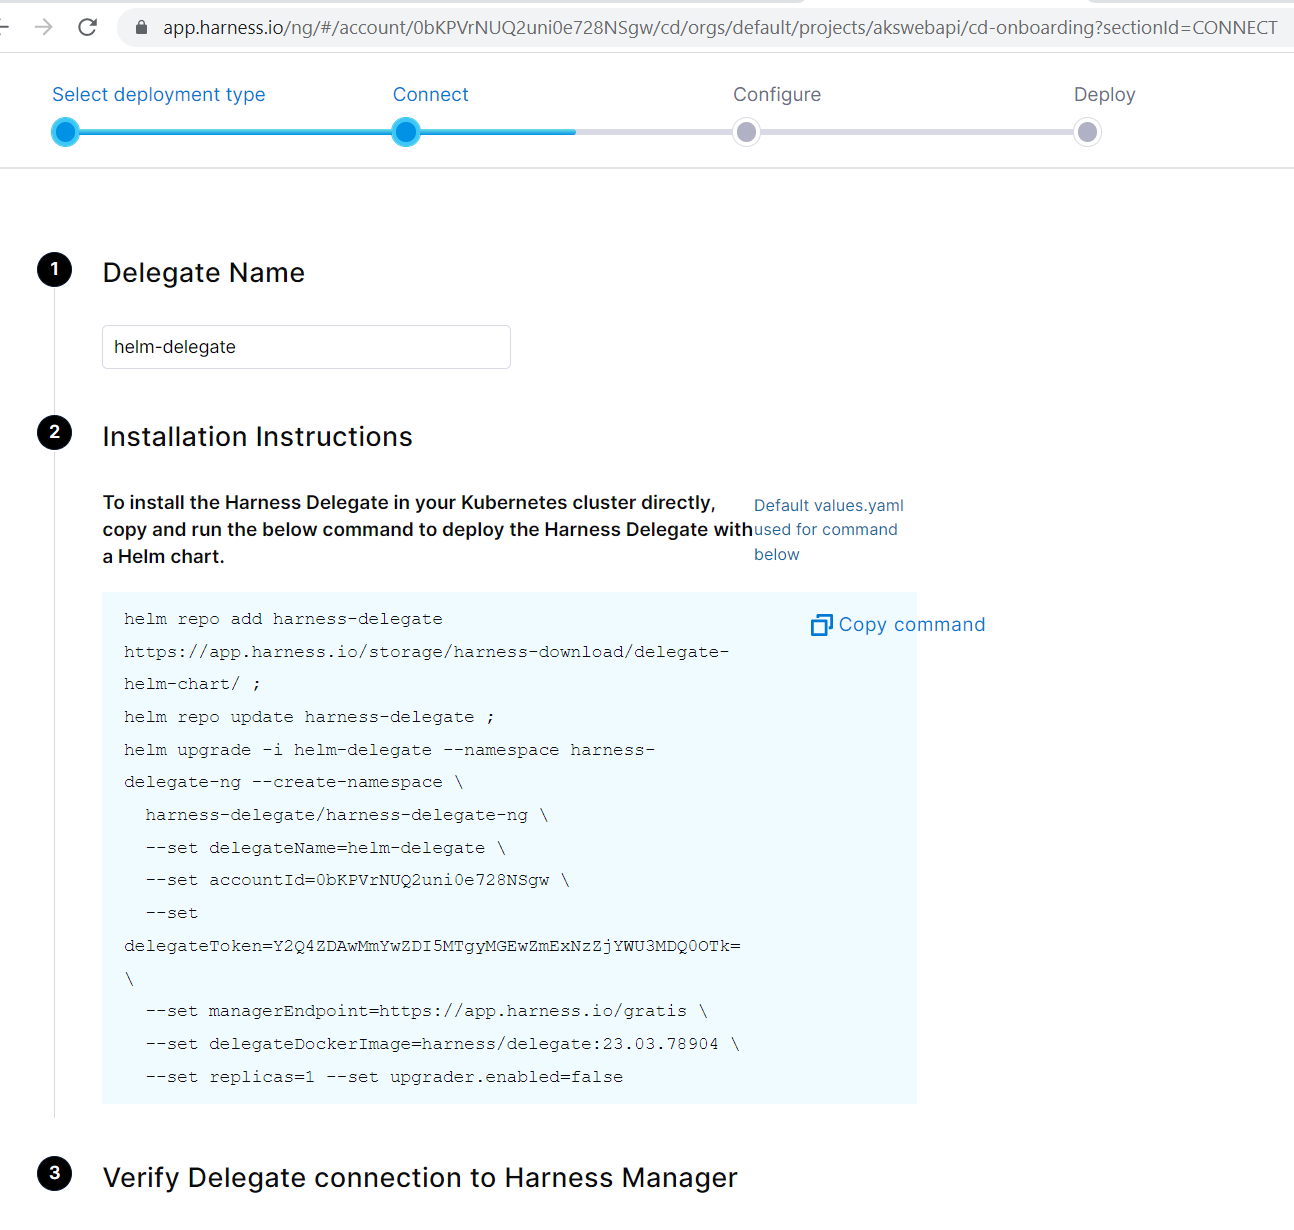 app.harness.io/ng/#/account/0bKPVrNUQ2uni0e728NSgw/cd/orgs/default/projects/akswebapi/cd-onboarding?sectionId=CONNECT
Select deployment type
Connect
Configure
Deploy
1
Delegate Name
helm-delegate
2
Installation Instructions
To install the Harness Delegate in your Kubernetes cluster directly,
copy and run the below command to deploy the Harness Delegate with
a Helm chart.
Default values.yaml
used for command
below
helm repo add harness-delegate
https://app.harness.io/storage/harness-download/delegate-
helm-chart/ ;
helm repo update harness-delegate ;
helm upgrade -i helm-delegate --namespace harness-
delegate-ng --create-namespace \
harness-delegate/harness-delegate-ng \
--set delegateName=helm-delegate \
--set accountId=0bKPVrNUQ2uni0e728NSgw \
--set
delegateToken=Y2Q4ZDAwMmYwZDI5MTgyMGEwZmExNzZjYWU3MDQ0OTk=
\
--set managerEndpoint=https://app.harness.io/gratis \
--set delegateDockerImage=harness/delegate:23.03.78904 \
--set replicas=1 --set upgrader.enabled=false
Copy command
3
Verify Delegate connection to Harness Manager